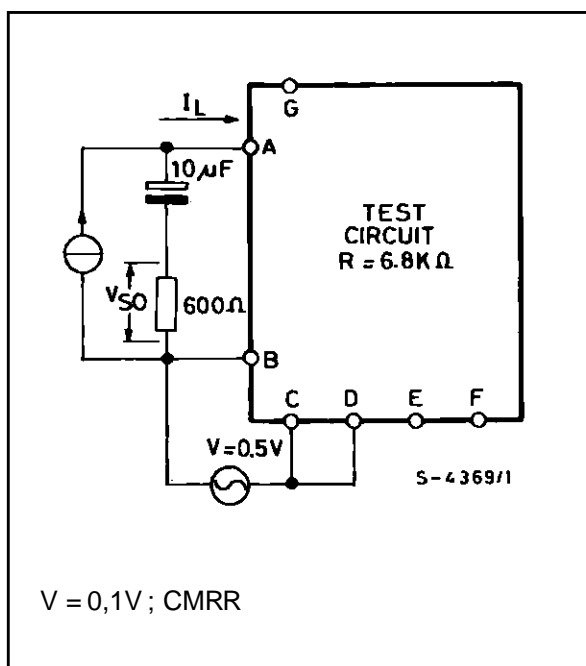 I_L
G
A
10µF
TEST
CIRCUIT
R = 6.8KΩ
V_SO
600Ω
B
C D E F
V=0.5V
S-4369/1
V = 0,1V ; CMRR